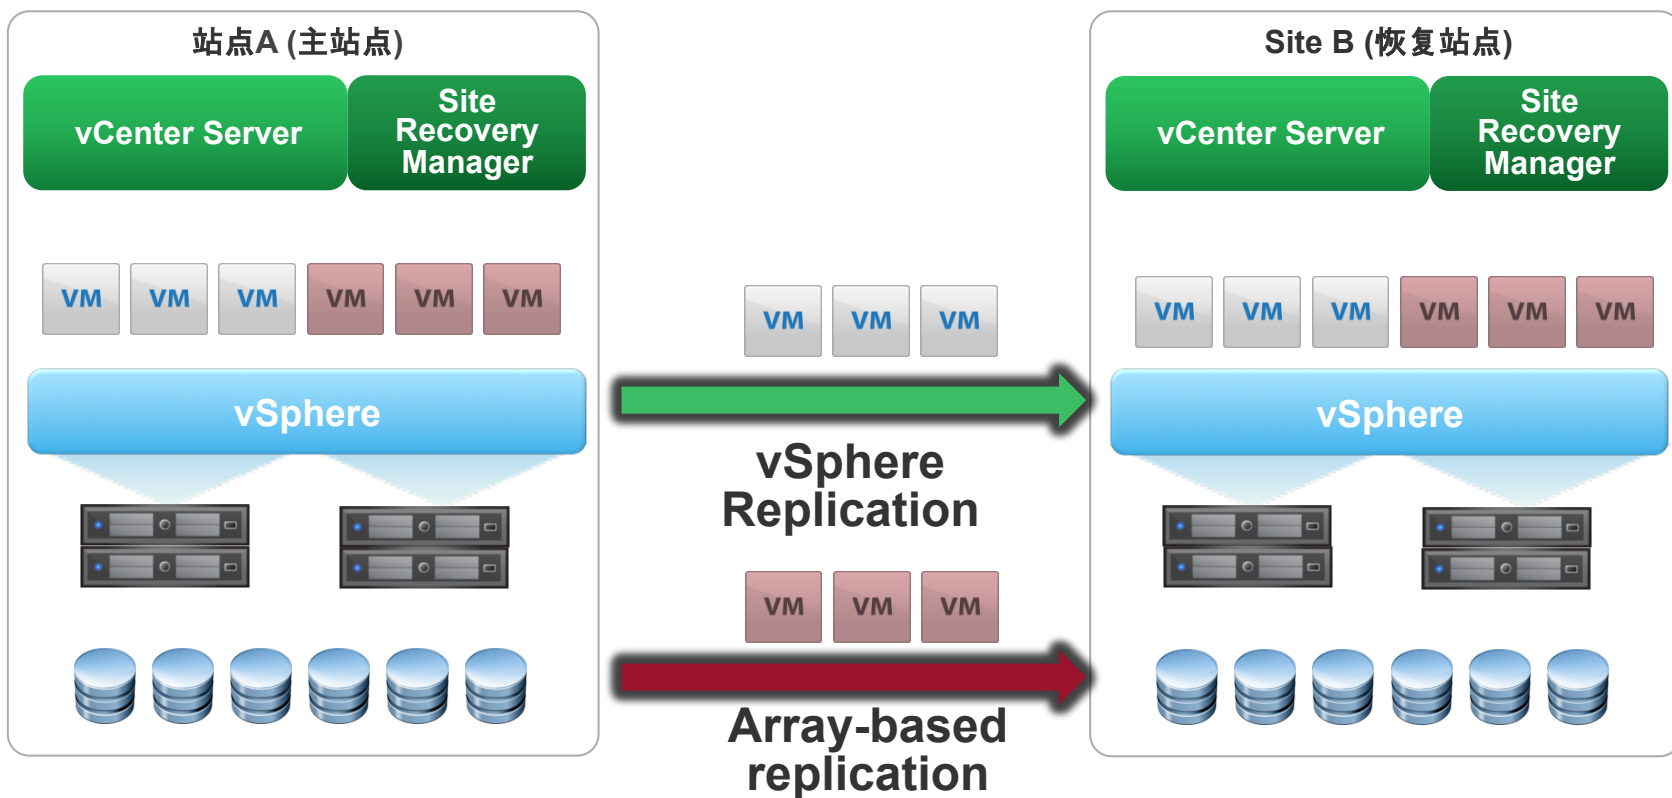 站点A (主站点)
vCenter Server
Site
Recovery
Manager
VM VM VM VM VM VM
vSphere
VM VM VM
vSphere
Replication
VM VM VM
Array-based
replication
Site B (恢复站点)
vCenter Server
Site
Recovery
Manager
VM VM VM VM VM VM
vSphere